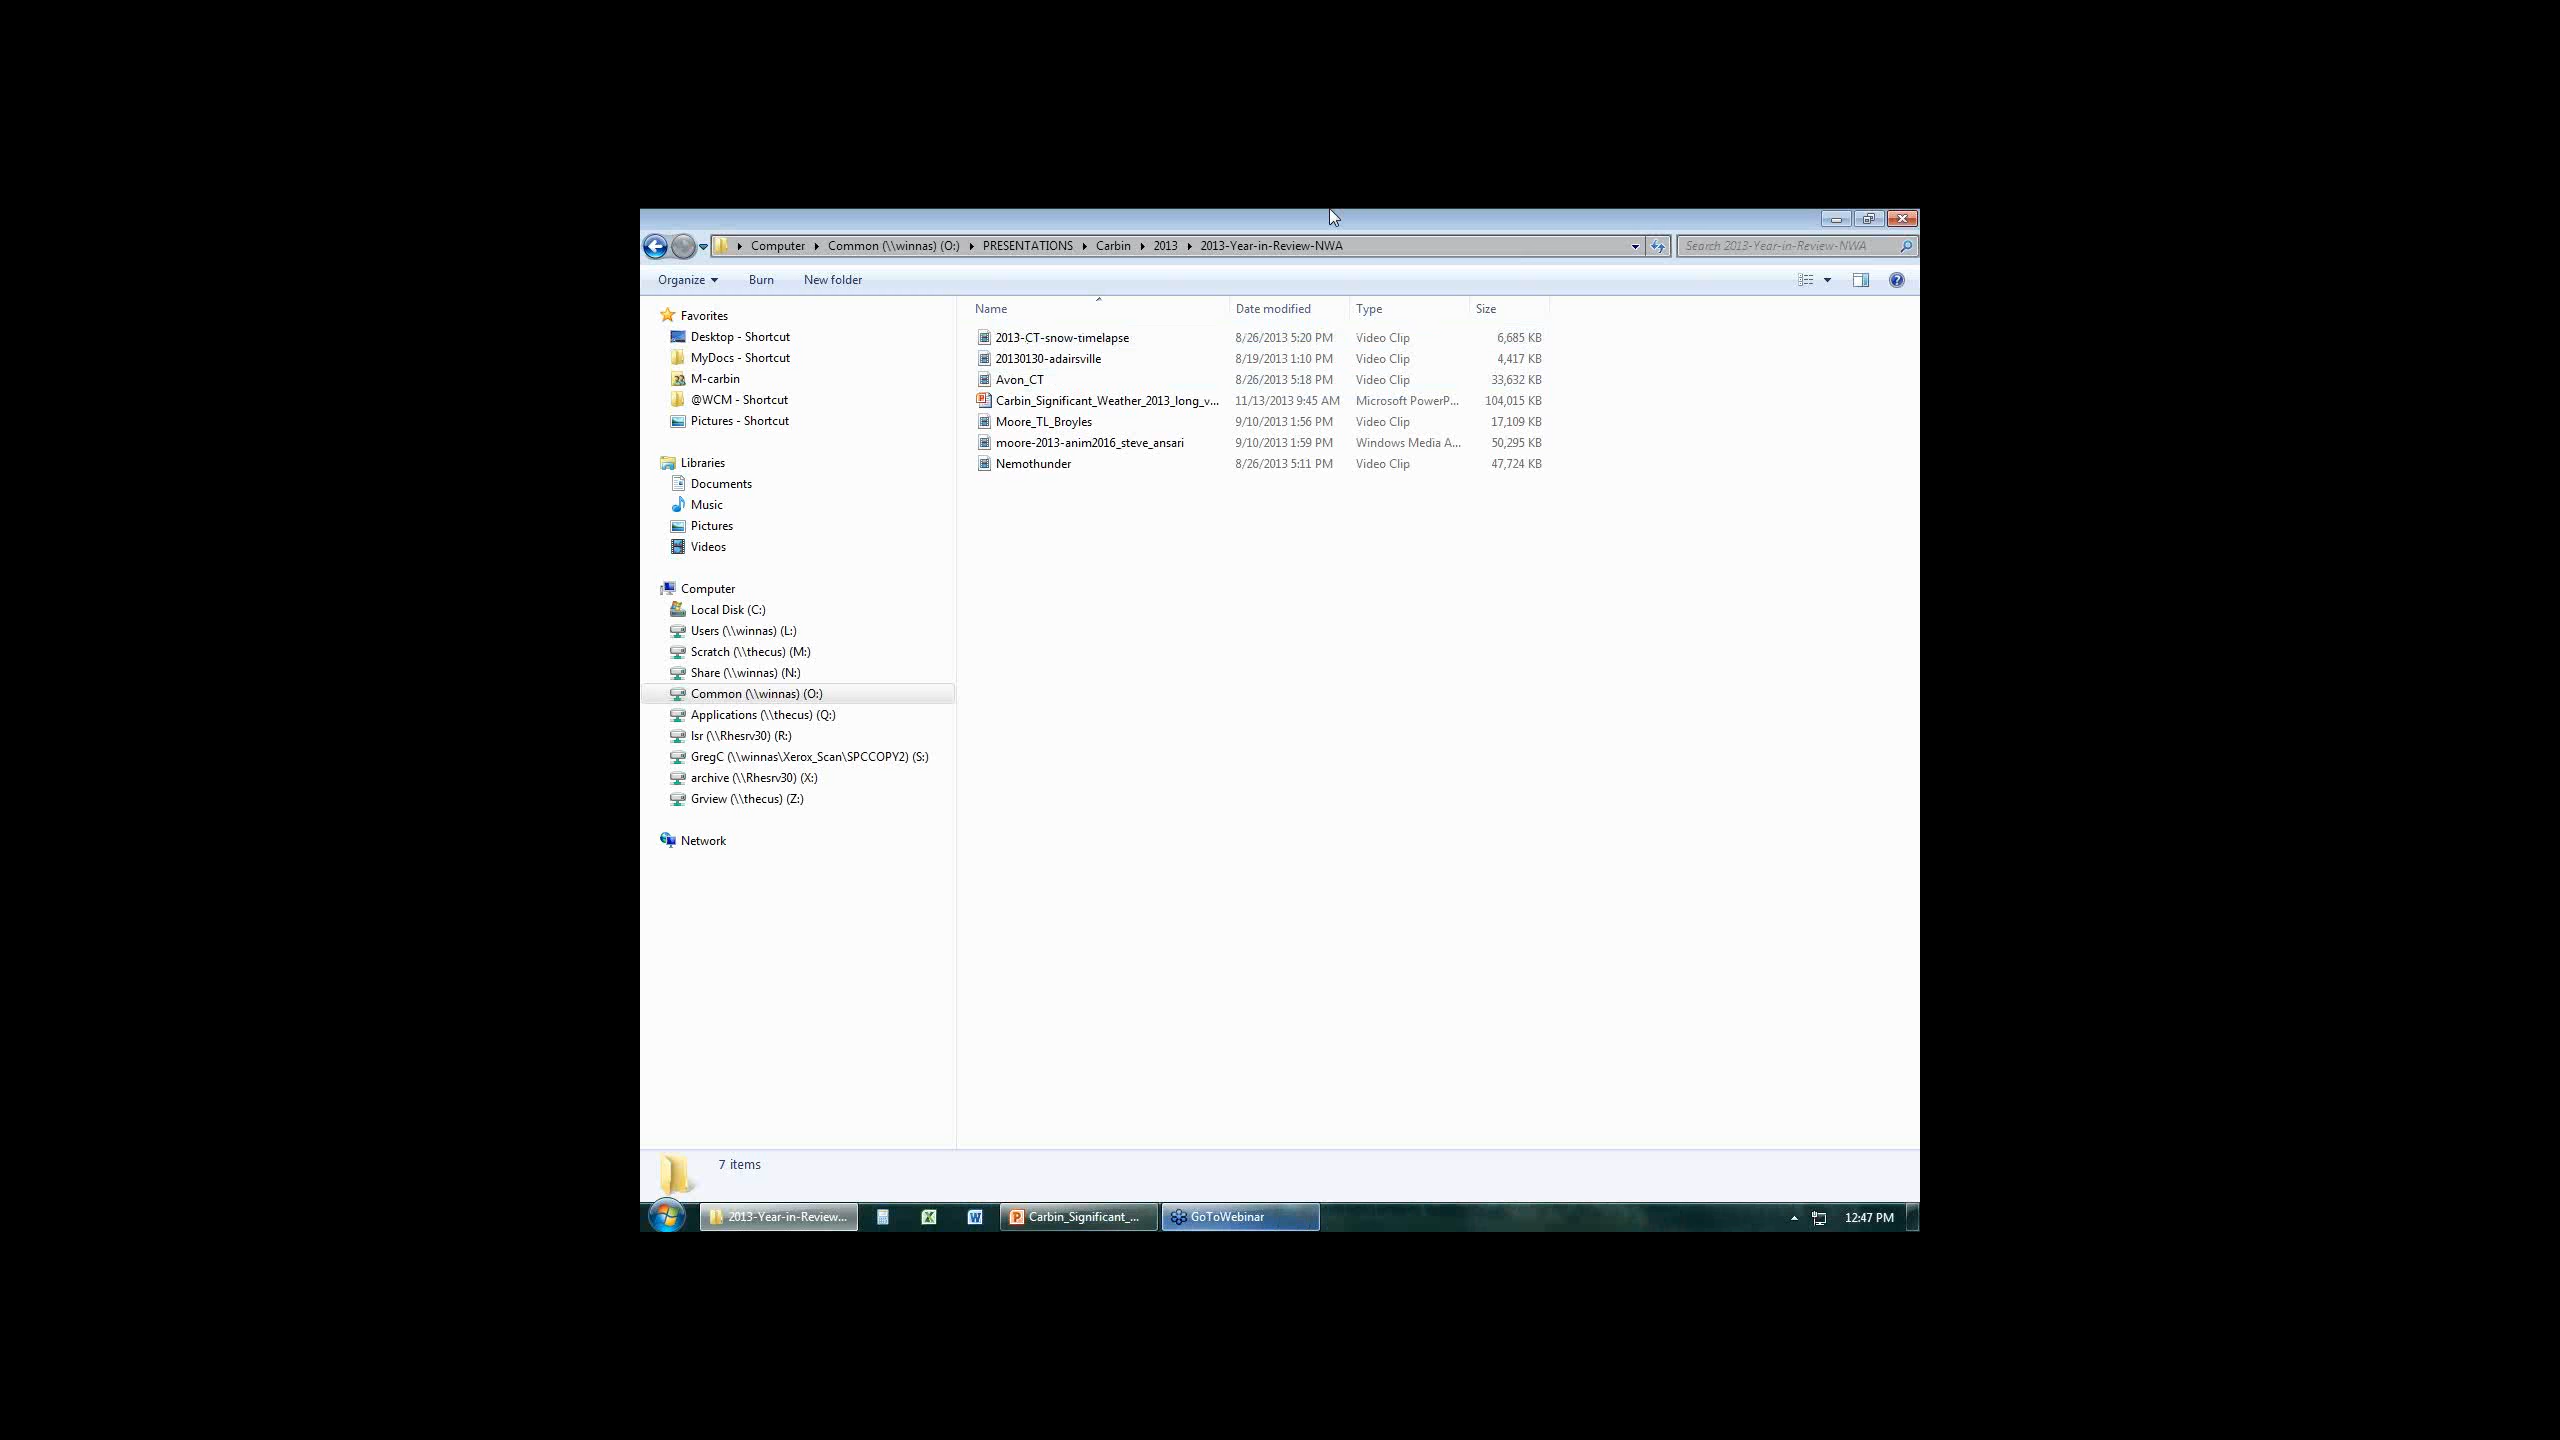 Computer Common (\\winnas) (O:) PRESENTATIONS Carbin 2013 2013-Year-in-Review-NWA Search 2013-Year-in-Review-NWA
Organize Burn New folder
Favorites
Desktop - Shortcut
MyDocs - Shortcut
M-carbin
@WCM - Shortcut
Pictures - Shortcut
Libraries
Documents
Music
Pictures
Videos
Computer
Local Disk (C:)
Users (\\winnas) (L:)
Scratch (\\thecus) (M:)
Share (\\winnas) (N:)
Common (\\winnas) (O:)
Applications (\\thecus) (Q:)
lsr (\\Rhesrv30) (R:)
GregC (\\winnas\Xerox_Scan\SPCCOPY2) (S:)
archive (\\Rhesrv30) (X:)
Grview (\\thecus) (Z:)
Network
Name Date modified Type Size
2013-CT-snow-timelapse 8/26/2013 5:20 PM Video Clip 6,685 KB
20130130-adairsville 8/19/2013 1:10 PM Video Clip 4,417 KB
Avon_CT 8/26/2013 5:18 PM Video Clip 33,632 KB
Carbin_Significant_Weather_2013_long_v... 11/13/2013 9:45 AM Microsoft PowerP... 104,015 KB
Moore_TL_Broyles 9/10/2013 1:56 PM Video Clip 17,109 KB
moore-2013-anim2016_steve_ansari 9/10/2013 1:59 PM Windows Media A... 50,295 KB
Nemothunder 8/26/2013 5:11 PM Video Clip 47,724 KB
7 items
2013-Year-in-Review... Carbin_Significant_... GoToWebinar 12:47 PM